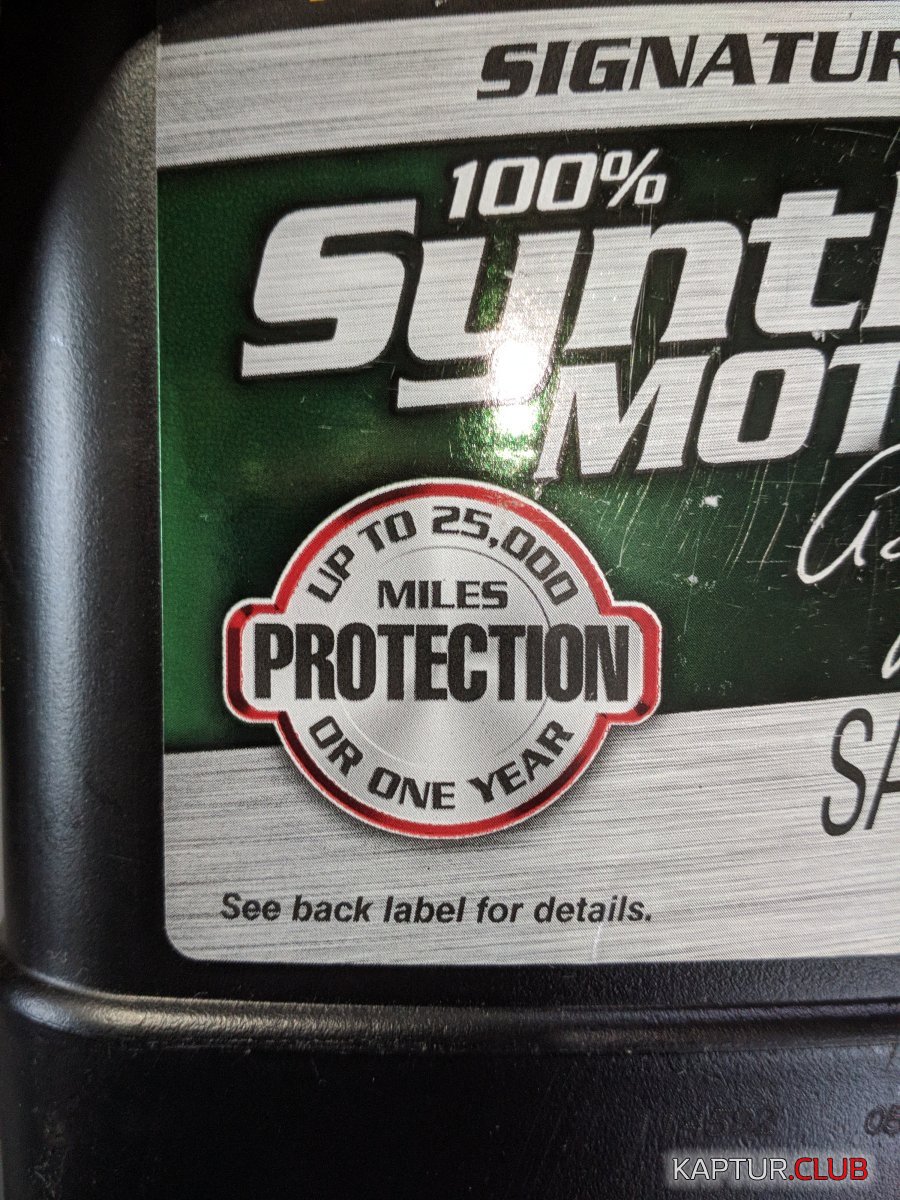 SIGNATUR
100%
Synth
MOT
UP TO 25,000
MILES
PROTECTION
OR ONE YEAR
SA
See back label for details.
KAPTUR.CLUB